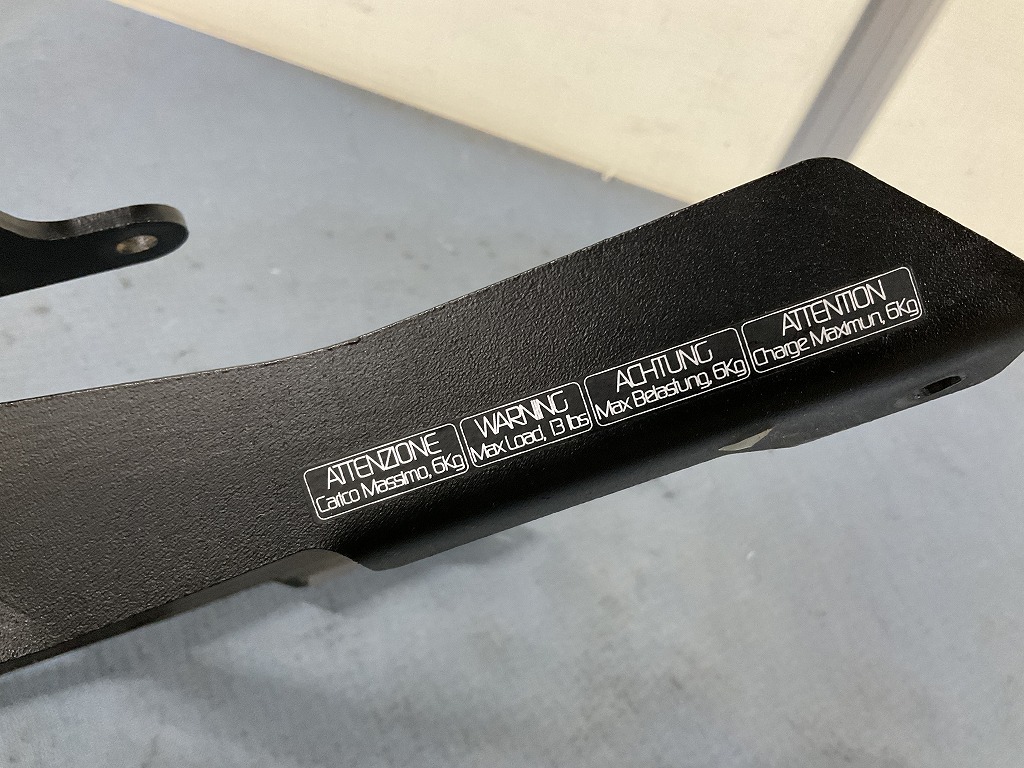 ATTENZIONE
Carico Massimo, 6Kg
WARNING
Max Load, 13 lbs
ACHTUNG
Max Belastung, 6Kg
ATTENTION
Charge Maximun, 6Kg